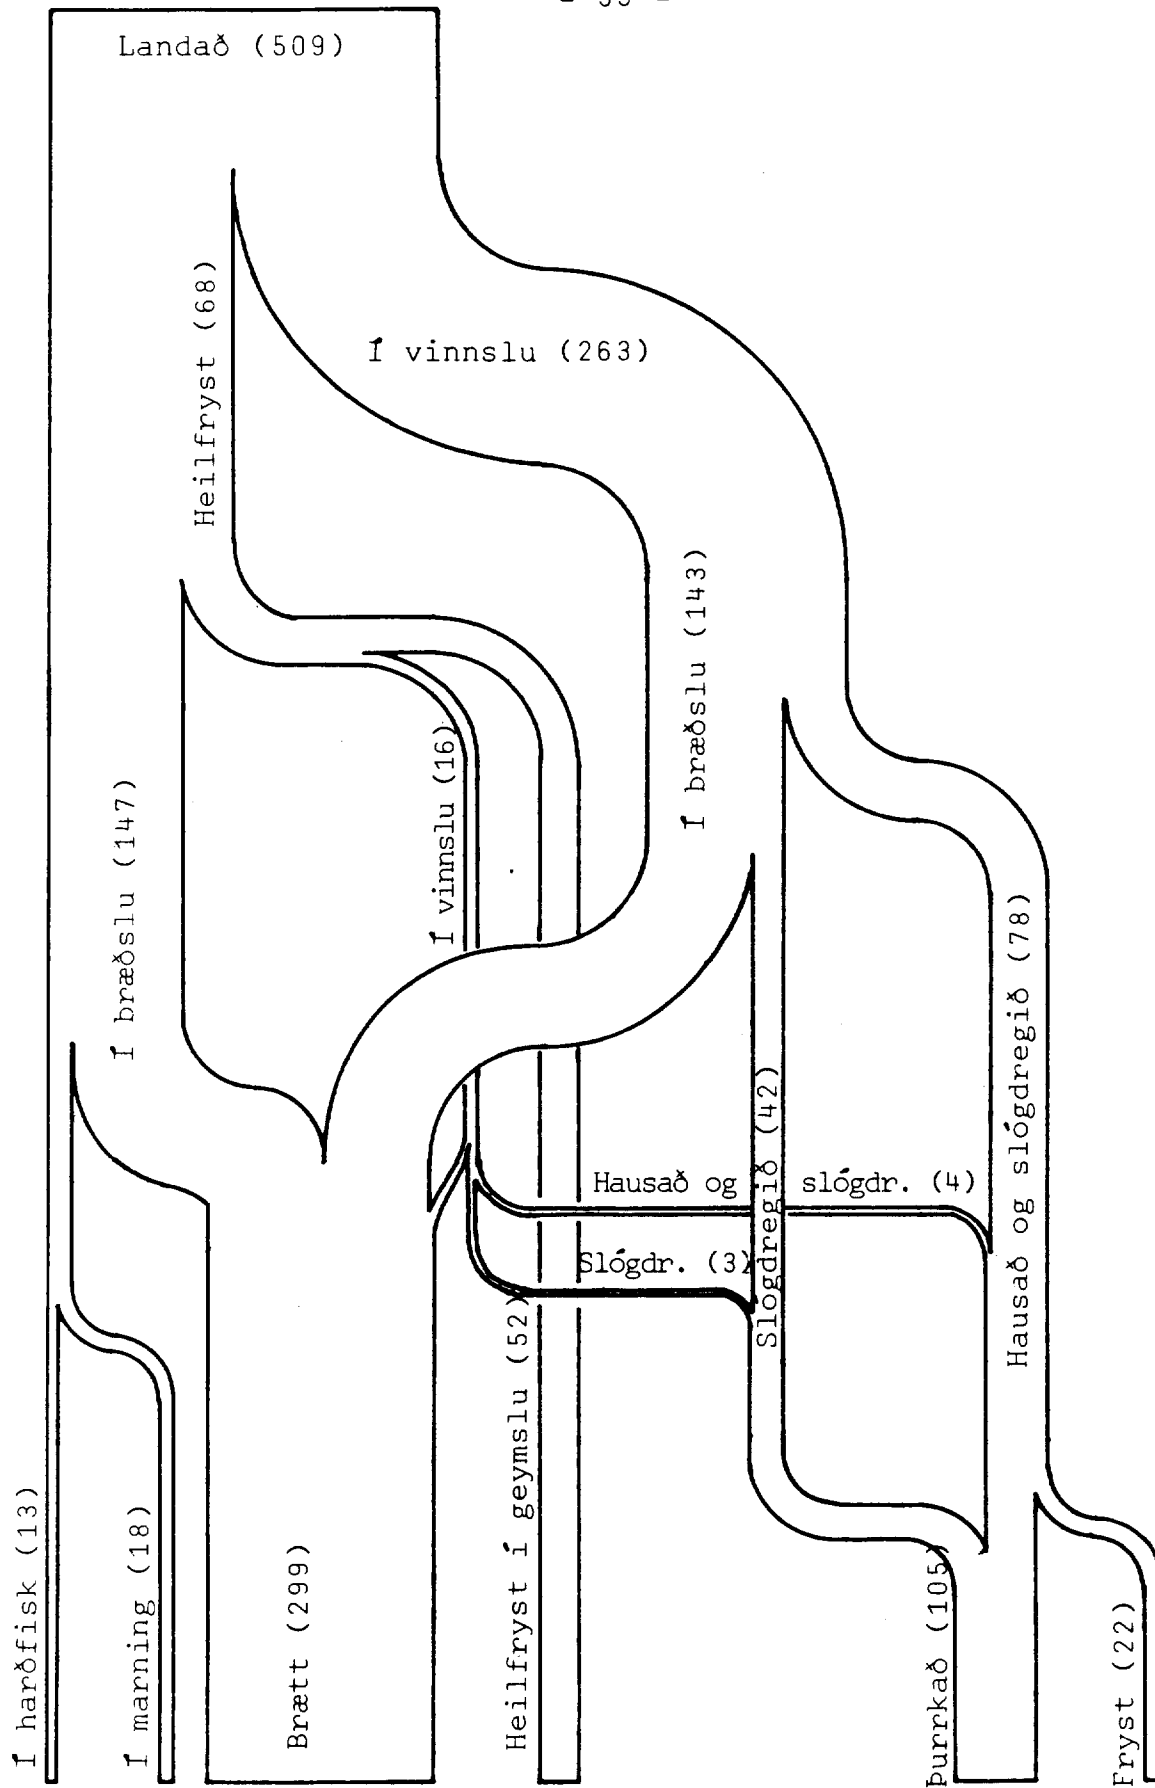 Landað (509)
Heilfryst (68)
Í vinnslu (263)
Í bræðslu (143)
Í vinnslu (16)
Í bræðslu (147)
Hausað og slógdr. (4)
Slógdr. (3)
Slógdregið (42)
Hausað og slógdregið (78)
Í harðfisk (13)
Í marning (18)
Brætt (299)
Heilfryst í geymslu (52)
Þurrkað (105)
Fryst (22)